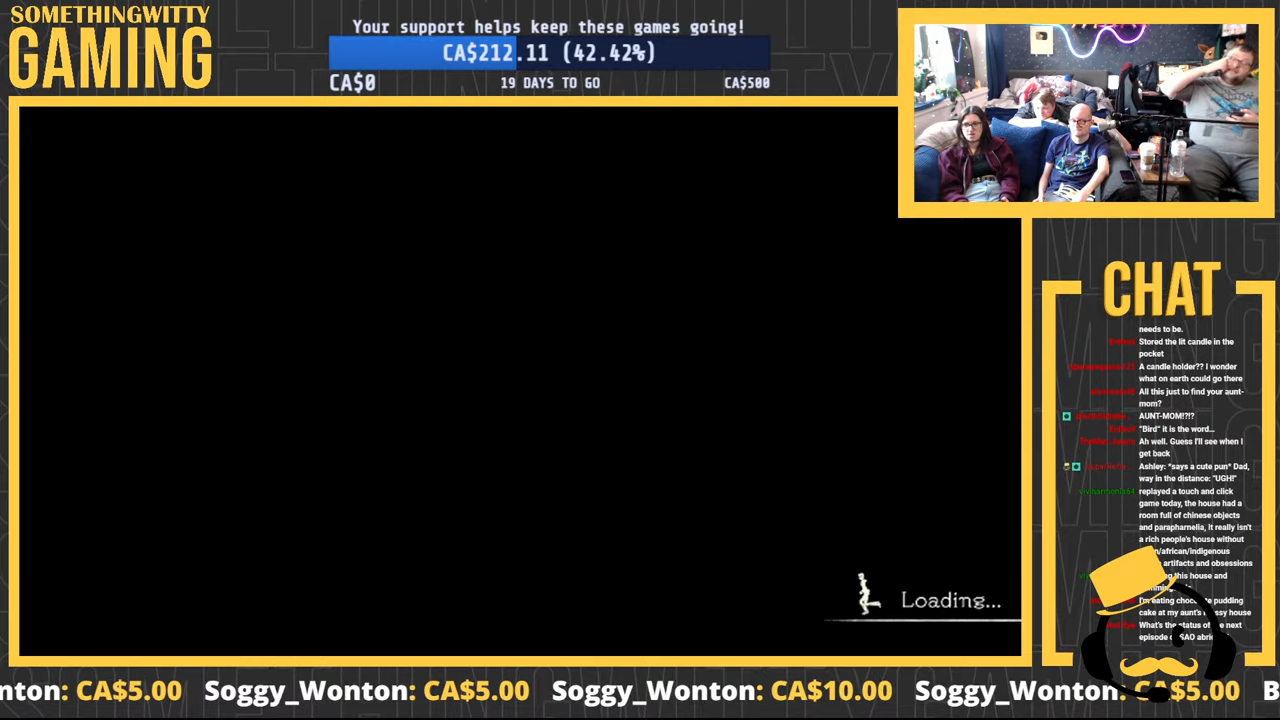 SOMETHINGWITTY
GAMING
Your support helps keep these games going!
CA$212.11 (42.42%)
CA$0
19 DAYS TO GO
CA$500
Loading...
CHAT
needs to be.
Stored the lit candle in the
pocket
A candle holder?? I wonder
what on earth could go there
All this just to find your aunt-
mom?
AUNT-MOM!?!?
"Bird" it is the word...
Ah well. Guess I'll see when I
get back
Ashley: *says a cute pun* Dad,
way in the distance: "UGH!"
replayed a touch and click
game today, the house had a
room full of chinese objects
and parapharnelia, it really isn't
a rich people's house without
/african/indigenous
artifacts and obsessions
this house and
I'm eating pudding
cake at my aunt's house
What's the status of next
episode
nton: CA$5.00 Soggy_Wonton: CA$5.00 Soggy_Wonton: CA$10.00 Soggy_Wonton: CA$5.00 B